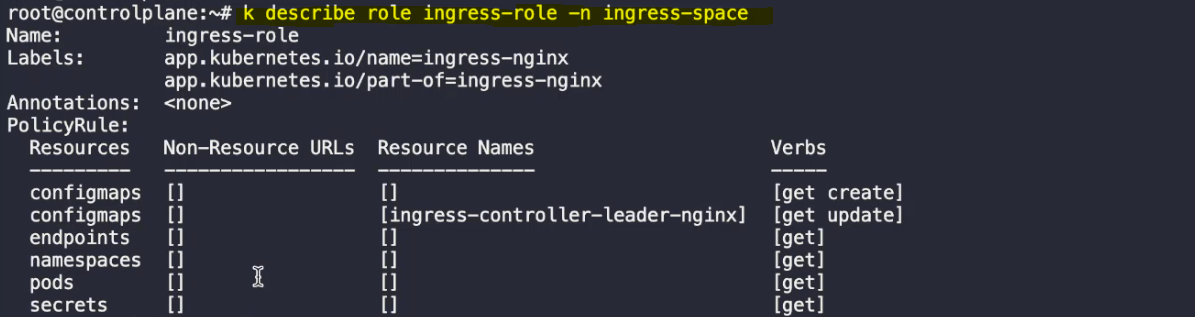 root@controlplane:~# k describe role ingress-role -n ingress-space
Name:         ingress-role
Labels:       app.kubernetes.io/name=ingress-nginx
              app.kubernetes.io/part-of=ingress-nginx
Annotations:  <none>
PolicyRule:
  Resources   Non-Resource URLs  Resource Names                     Verbs
  ---------   -----------------  --------------                     -----
  configmaps  []                 []                                 [get create]
  configmaps  []                 [ingress-controller-leader-nginx]  [get update]
  endpoints   []                 []                                 [get]
  namespaces  []                 []                                 [get]
  pods        []                 []                                 [get]
  secrets     []                 []                                 [get]